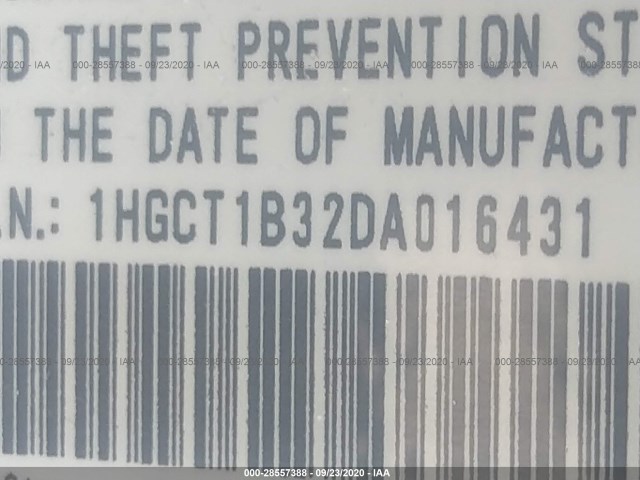 D THEFT PREVENTION ST
THE DATE OF MANUFACT
.N.: 1HGCT1B32DA016431
000-28557388 - 09/23/2020 - IAA